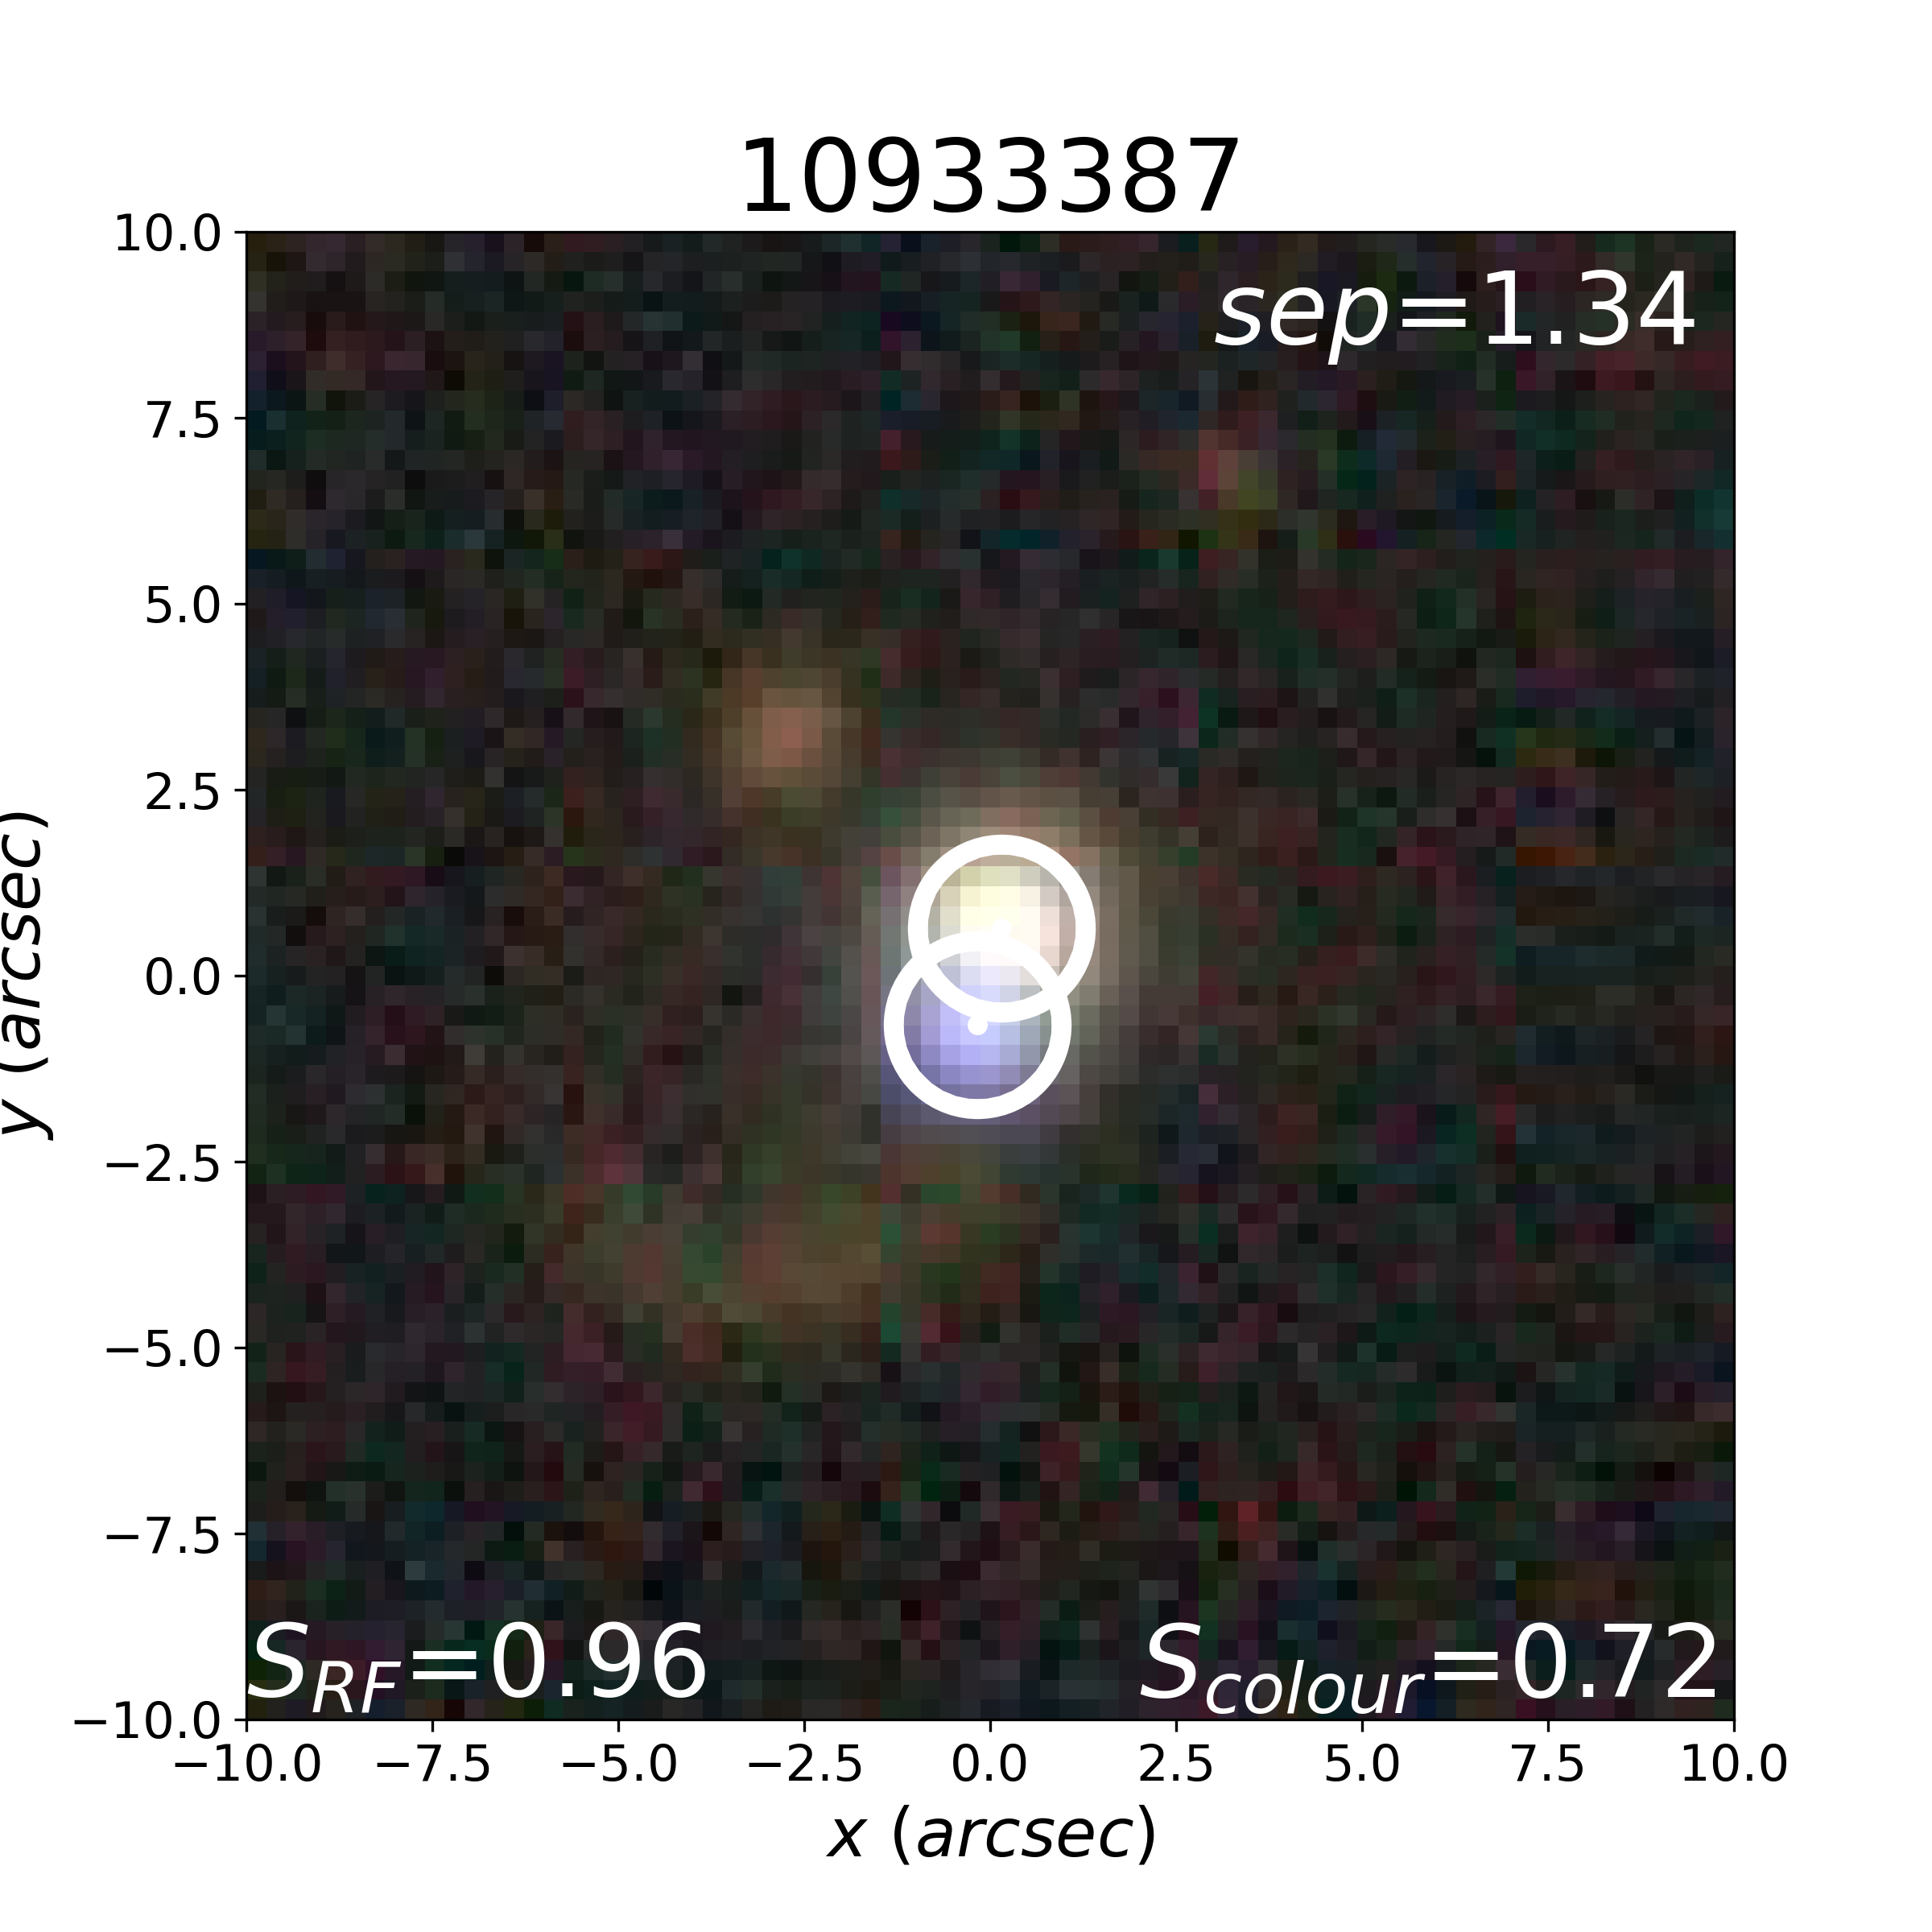 10933387
sep=1.34
10.0
7.5
5.0
2.5
0.0
−2.5
−5.0
−7.5
−10.0
y (arcsec)
S_RF=0.96
S_colour=0.72
−10.0 −7.5 −5.0 −2.5 0.0 2.5 5.0 7.5 10.0
x (arcsec)